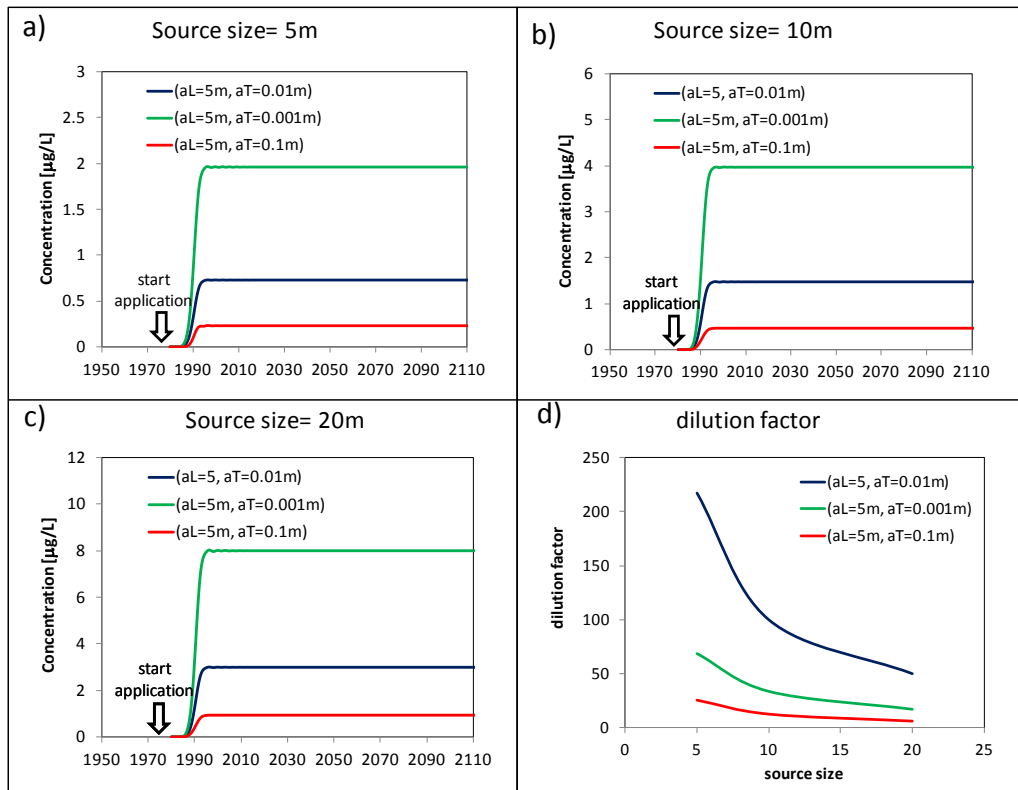 a)
Source size= 5m
3
2.5
2
1.5
1
0.5
0
Concentration [µg/L]
(aL=5m, aT=0.01m)
(aL=5m, aT=0.001m)
(aL=5m, aT=0.1m)
start
application
1950 1970 1990 2010 2030 2050 2070 2090 2110
b)
Source size= 10m
6
5
4
3
2
1
0
Concentration [µg/L]
(aL=5, aT=0.01m)
(aL=5m, aT=0.001m)
(aL=5m, aT=0.1m)
start
application
1950 1970 1990 2010 2030 2050 2070 2090 2110
c)
Source size= 20m
12
10
8
6
4
2
0
Concentration [µg/L]
(aL=5, aT=0.01m)
(aL=5m, aT=0.001m)
(aL=5m, aT=0.1m)
start
application
1950 1970 1990 2010 2030 2050 2070 2090 2110
d)
dilution factor
250
200
150
100
50
0
dilution factor
(aL=5, aT=0.01m)
(aL=5m, aT=0.001m)
(aL=5m, aT=0.1m)
0 5 10 15 20 25
source size